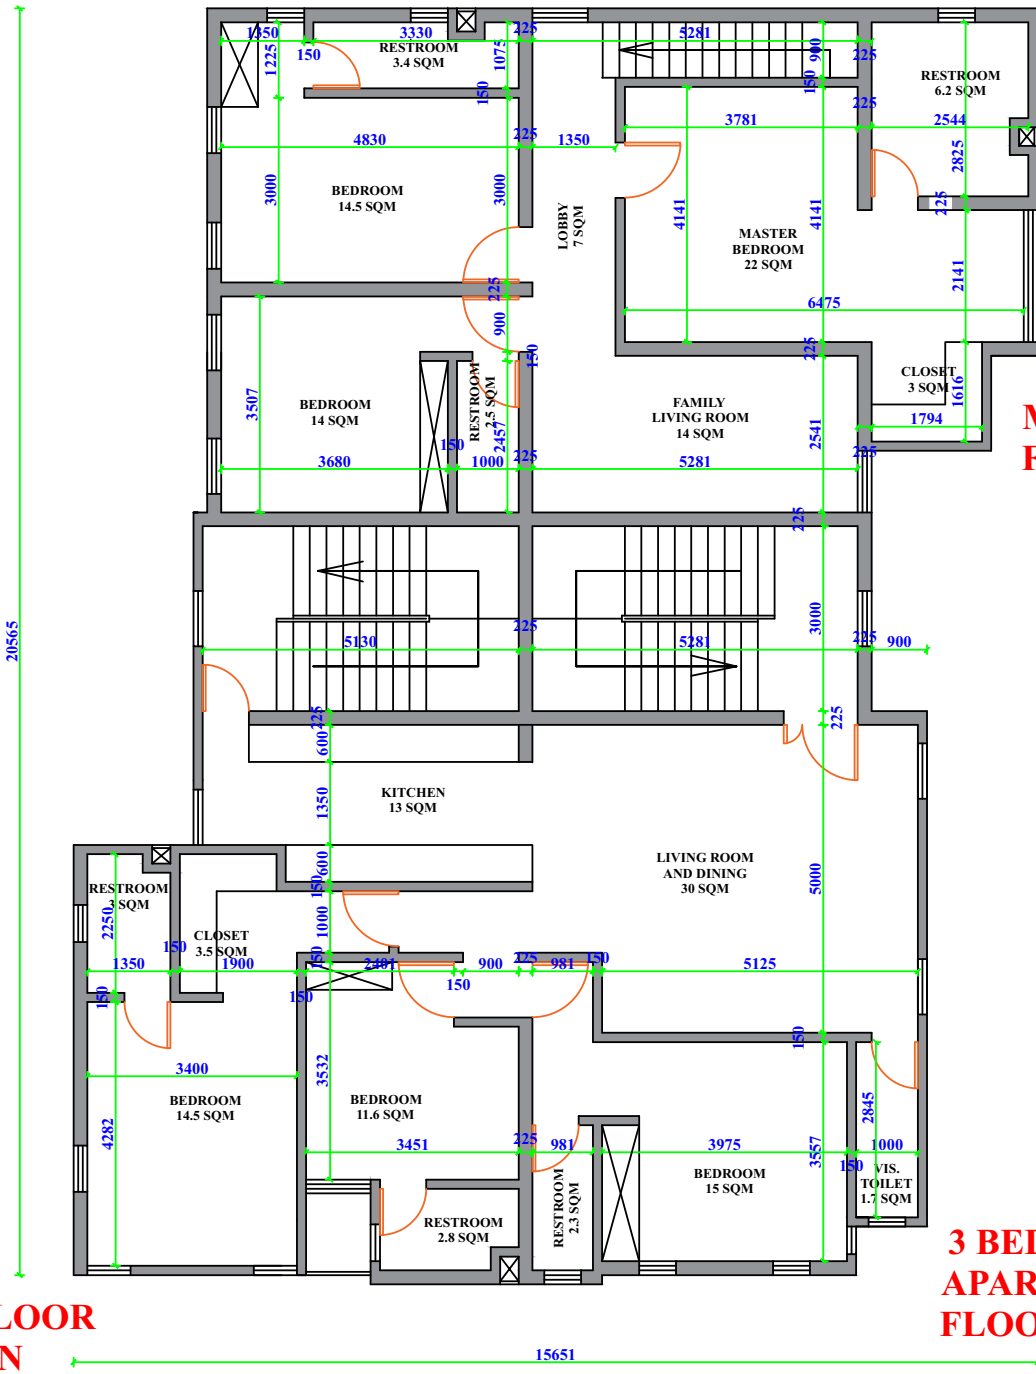 1350
3330
225
5281
RESTROOM
3.4 SQM
1225
150
1075
900
225
150
150
RESTROOM
6.2 SQM
225
3781
2544
4830
225
1350
2825
3000
BEDROOM
14.5 SQM
3000
LOBBY
7 SQM
4141
4141
MASTER
BEDROOM
22 SQM
225
2141
225
6475
900
150
225
3507
BEDROOM
14 SQM
RESTROOM
2.5 SQM
2457
FAMILY
LIVING ROOM
14 SQM
2541
CLOSET
3 SQM
1616
1794
150
3680
1000
225
5281
225
225
20565
3000
5130
225
5281
225
900
225
225
600
KITCHEN
13 SQM
1350
600
150
LIVING ROOM
AND DINING
30 SQM
5000
RESTROOM
3 SQM
2250
CLOSET
3.5 SQM
150
1000
150
1350
1900
2401
900
225
981
150
5125
150
150
150
150
3400
3532
BEDROOM
14.5 SQM
4282
BEDROOM
11.6 SQM
3451
225
981
3975
3557
2845
150
1000
BEDROOM
15 SQM
VIS.
TOILET
1.7 SQM
RESTROOM
2.3 SQM
RESTROOM
2.8 SQM
M
F
3 BE
APAR
FLOO
LOOR
N
15651